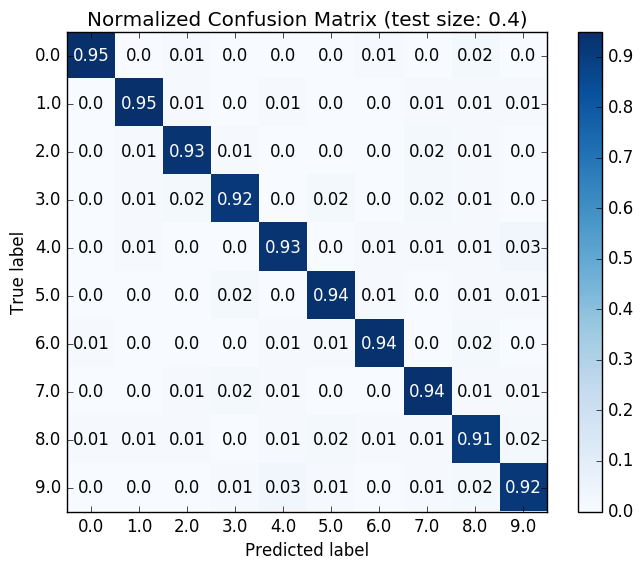 Normalized Confusion Matrix (test size: 0.4)
0.0 0.95 0.0 0.01 0.0 0.0 0.0 0.01 0.0 0.02 0.0
1.0 0.0 0.95 0.01 0.0 0.01 0.0 0.0 0.01 0.01 0.01
2.0 0.0 0.01 0.93 0.01 0.0 0.0 0.0 0.02 0.01 0.0
3.0 0.0 0.01 0.02 0.92 0.0 0.02 0.0 0.02 0.01 0.0
4.0 0.0 0.01 0.0 0.0 0.93 0.0 0.01 0.01 0.01 0.03
5.0 0.0 0.0 0.0 0.02 0.0 0.94 0.01 0.0 0.01 0.01
6.0 0.01 0.0 0.0 0.0 0.01 0.01 0.94 0.0 0.02 0.0
7.0 0.0 0.0 0.01 0.02 0.01 0.0 0.0 0.94 0.01 0.01
8.0 0.01 0.01 0.01 0.0 0.01 0.02 0.01 0.01 0.91 0.02
9.0 0.0 0.0 0.0 0.01 0.03 0.01 0.0 0.01 0.02 0.92
0.0 1.0 2.0 3.0 4.0 5.0 6.0 7.0 8.0 9.0
Predicted label
True label
0.9
0.8
0.7
0.6
0.5
0.4
0.3
0.2
0.1
0.0